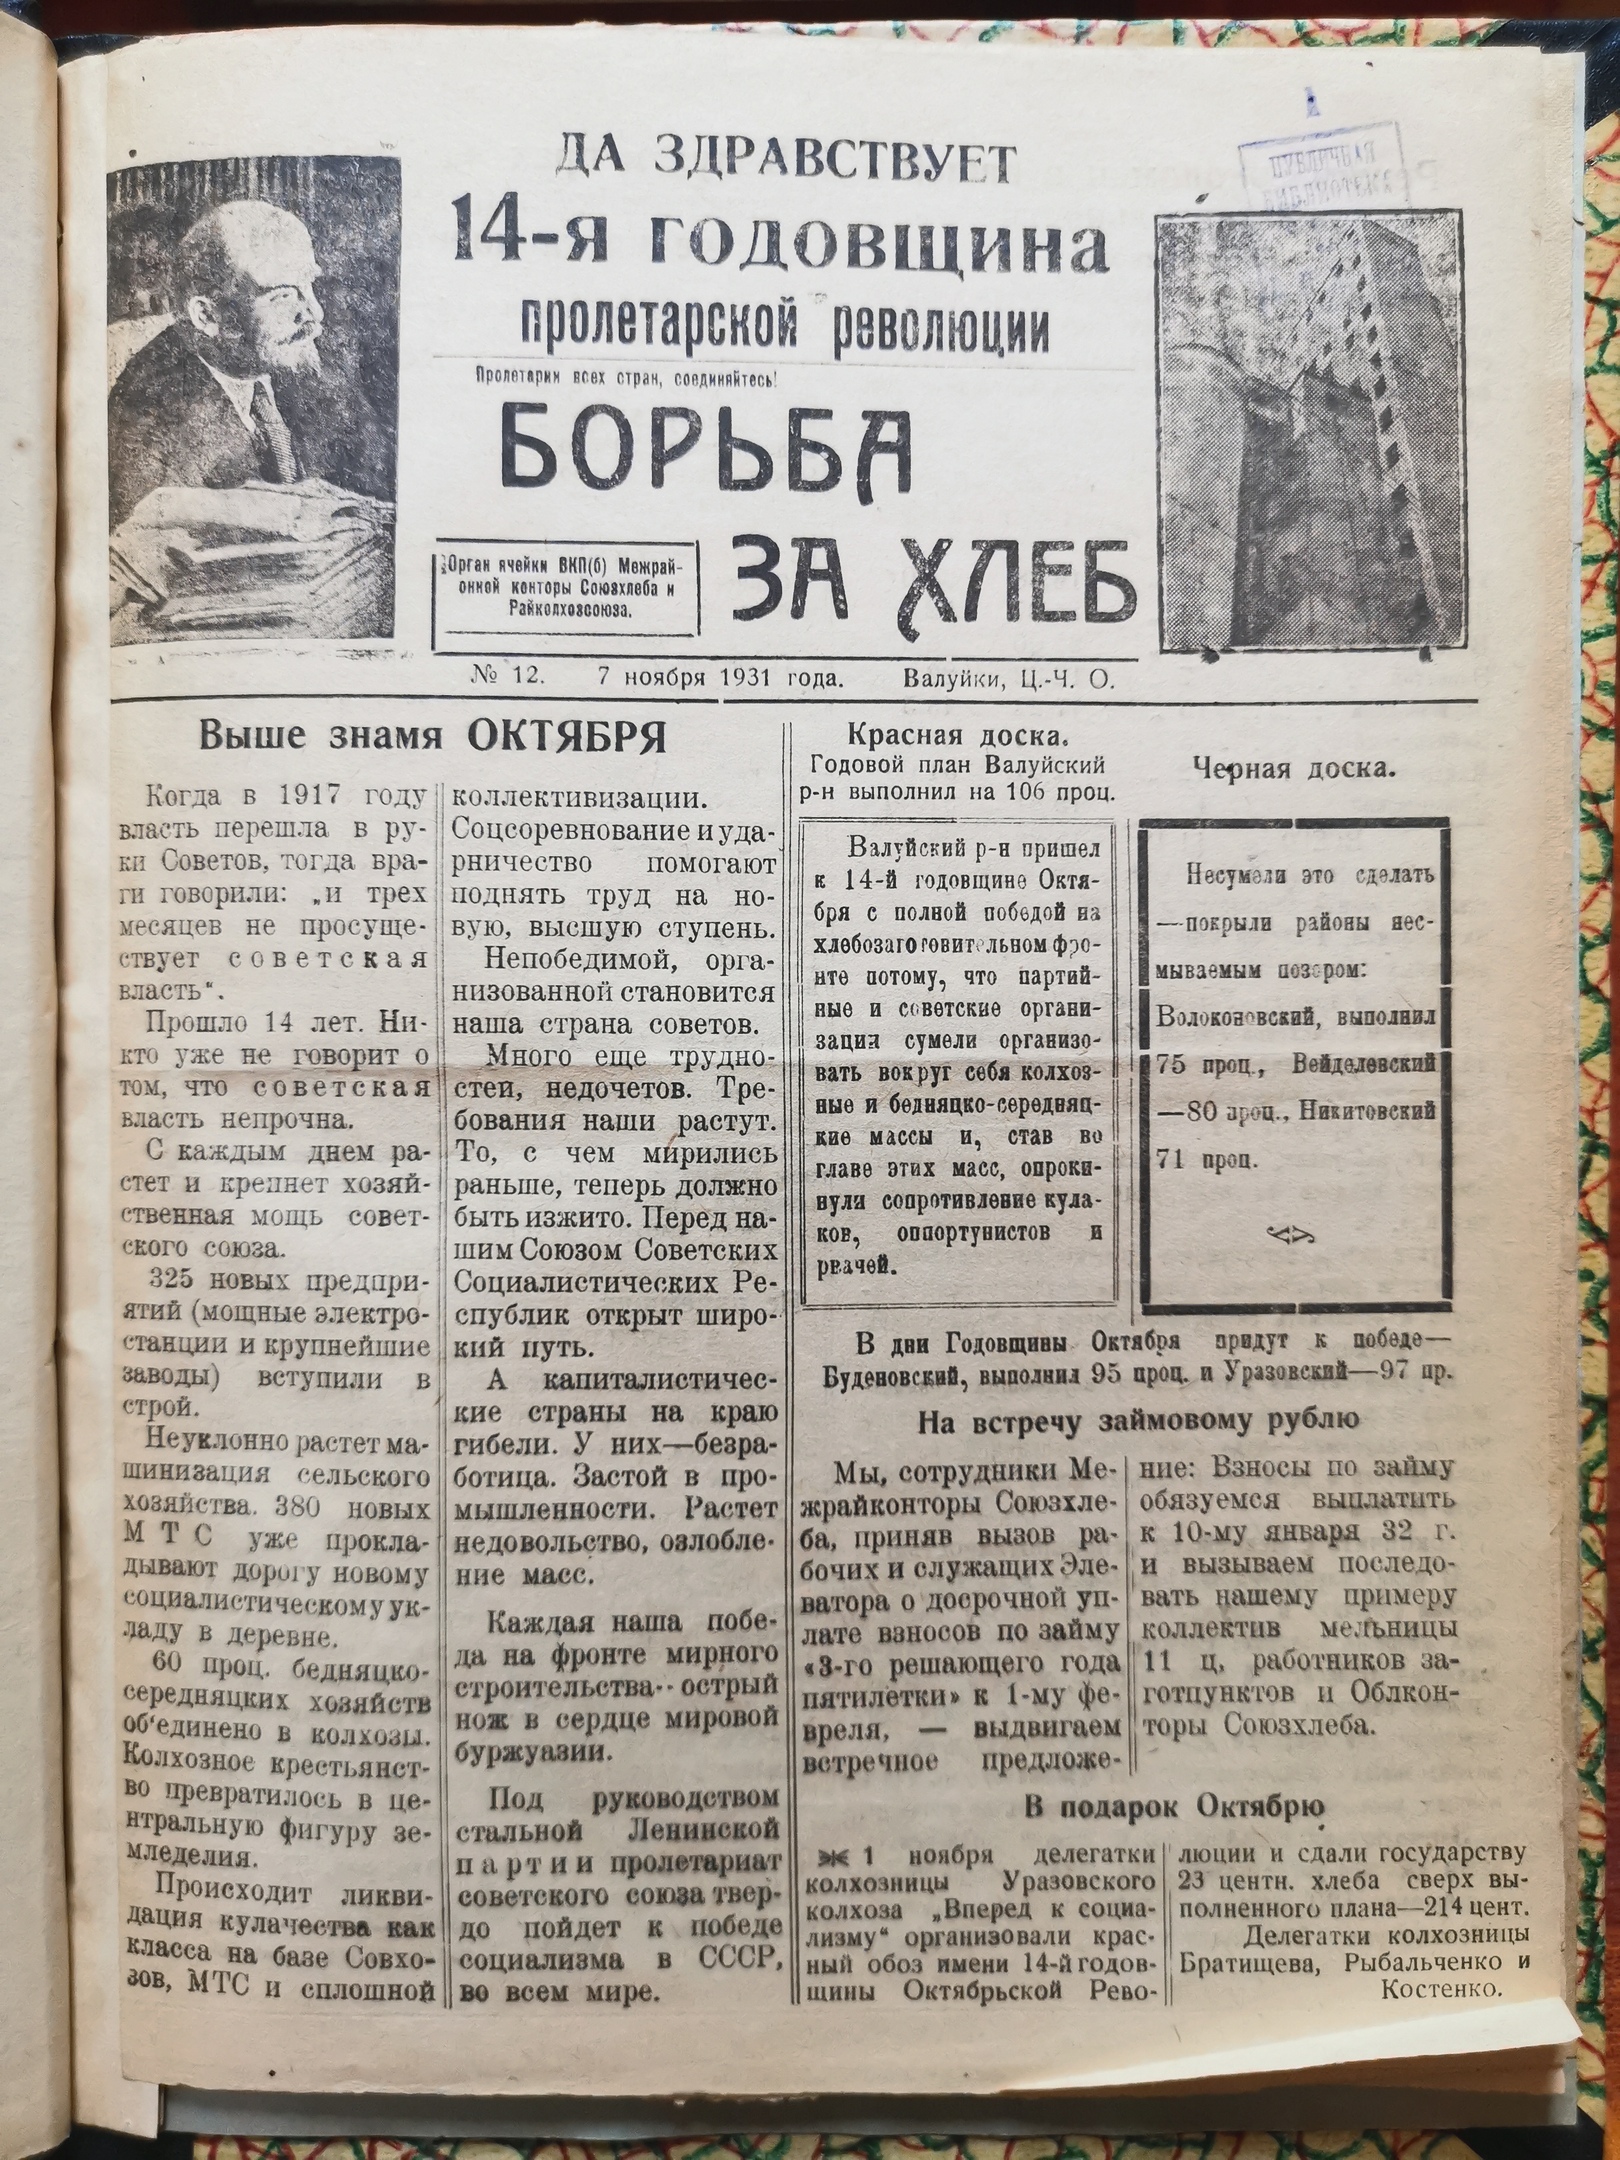 ПУБЛИЧНАЯ
БИБЛИОТЕКА
ДА ЗДРАВСТВУЕТ
14-я годовщина
пролетарской революции
Пролетарии всех стран, соединяйтесь!
БОРЬБА
ЗА ХЛЕБ
Орган ячейки ВКП(б) Межрай-
онной конторы Союзхлеба и
Райколхозсоюза.
№ 12. 7 ноября 1931 года. Валуйки, Ц.-Ч. О.
Выше знамя ОКТЯБРЯ
Когда в 1917 году
власть перешла в ру-
ки Советов, тогда вра-
ги говорили: „и трех
месяцев не просуще-
ствует советская
власть“.
Прошло 14 лет. Ни-
кто уже не говорит о
том, что советская
власть непрочна.
С каждым днем ра-
стет и крепнет хозяй-
ственная мощь совет-
ского союза.
325 новых предпри-
ятий (мощные электро-
станции и крупнейшие
заводы) вступили в
строй.
Неуклонно растет ма-
шинизация сельского
хозяйства. 380 новых
М Т С уже прокла-
дывают дорогу новому
социалистическому ук-
ладу в деревне.
60 проц. бедняцко-
середняцких хозяйств
об'единено в колхозы.
Колхозное крестьянст-
во превратилось в це-
нтральную фигуру зе-
мледелия.
Происходит ликви-
дация кулачества как
класса на базе Совхо-
зов, МТС и сплошной
коллективизации.
Соцсоревнование и уда-
рничество помогают
поднять труд на но-
вую, высшую ступень.
Непобедимой, орга-
низованной становится
наша страна советов.
Много еще трудно-
стей, недочетов. Тре-
бования наши растут.
То, с чем мирились
раньше, теперь должно
быть изжито. Перед на-
шим Союзом Советских
Социалистических Ре-
спублик открыт широ-
кий путь.
А капиталистичес-
кие страны на краю
гибели. У них—безра-
ботица. Застой в про-
мышленности. Растет
недовольство, озлобле-
ние масс.
Каждая наша побе-
да на фронте мирного
строительства-- острый
нож в сердце мировой
буржуазии.
Под руководством
стальной Ленинской
партии пролетариат
советского союза твер-
до пойдет к победе
социализма в СССР,
во всем мире.
Красная доска.
Годовой план Валуйский
р-н выполнил на 106 проц.
Валуйский р-н пришел
к 14-й годовщине Октя-
бря с полной победой на
хлебозаготовительном фро-
нте потому, что партий-
ные и советские органи-
зации сумели организо-
вать вокруг себя колхоз-
ные и бедняцко-середняц-
кие массы и, став во
главе этих масс, опроки-
нули сопротивление кула-
ков, оппортунистов и
рвачей.
Черная доска.
Несумели это сделать
—покрыли районы нес-
мываемым позором:
Волоконовский, выполнил
75 проц., Вейделевский
—80 проц., Никитовский
71 проц.
В дни Годовщины Октября придут к победе—
Буденовский, выполнил 95 проц. и Уразовский—97 пр.
На встречу займовому рублю
Мы, сотрудники Ме-
жрайконторы Союзхле-
ба, приняв вызов ра-
бочих и служащих Эле-
ватора о досрочной уп-
лате взносов по займу
«3-го решающего года
пятилетки» к 1-му фе-
вреля, — выдвигаем
встречное предложе-
ние: Взносы по займу
обязуемся выплатить
к 10-му января 32 г.
и вызываем последо-
вать нашему примеру
коллектив мельницы
11 ц, работников за-
готпунктов и Облкон-
торы Союзхлеба.
В подарок Октябрю
1 ноября делегатки
колхозницы Уразовского
колхоза „Вперед к социа-
лизму“ организовали крас-
ный обоз имени 14-й годов-
щины Октябрьской Рево-
люции и сдали государству
23 центн. хлеба сверх вы-
полненного плана—214 цент.
Делегатки колхозницы
Братищева, Рыбальченко и
Костенко.